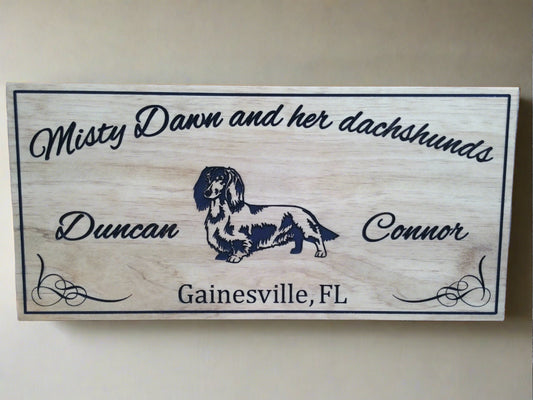 Misty Dawn and her dachshunds
Duncan Connor
Gainesville, FL